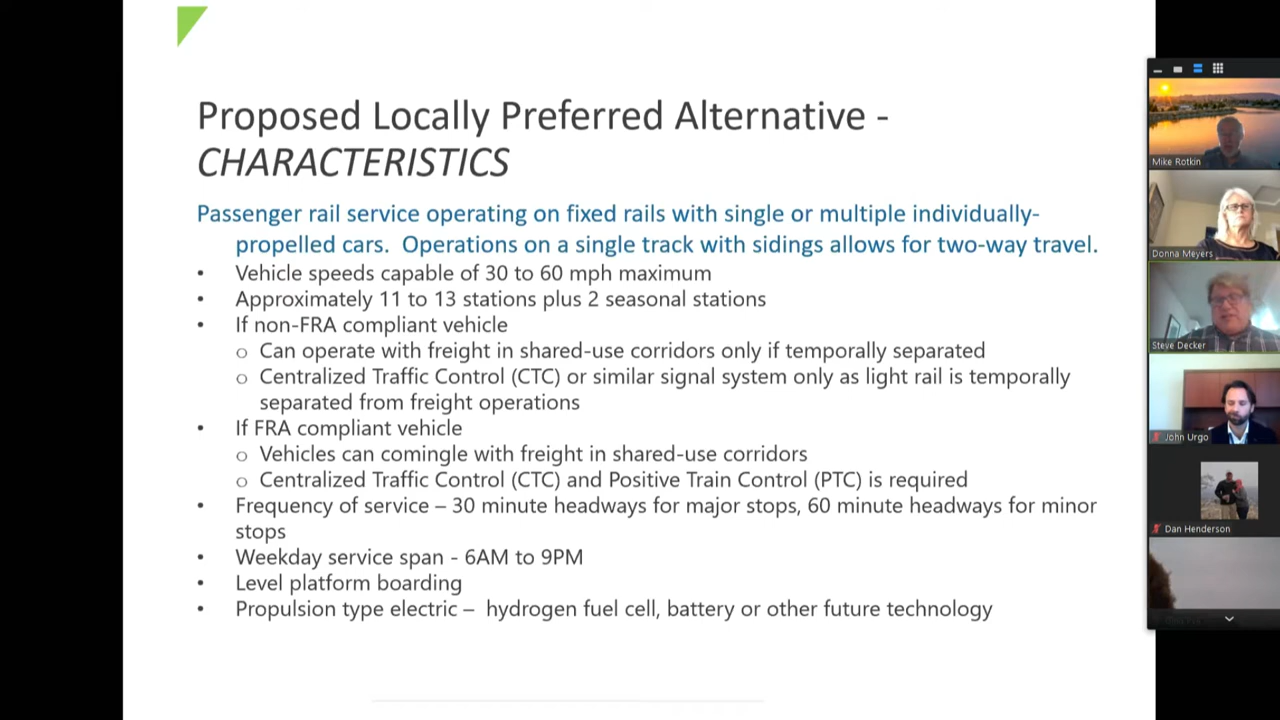 Proposed Locally Preferred Alternative -
CHARACTERISTICS
Passenger rail service operating on fixed rails with single or multiple individually-
propelled cars. Operations on a single track with sidings allows for two-way travel.
• Vehicle speeds capable of 30 to 60 mph maximum
• Approximately 11 to 13 stations plus 2 seasonal stations
• If non-FRA compliant vehicle
o Can operate with freight in shared-use corridors only if temporally separated
o Centralized Traffic Control (CTC) or similar signal system only as light rail is temporally
separated from freight operations
• If FRA compliant vehicle
o Vehicles can comingle with freight in shared-use corridors
o Centralized Traffic Control (CTC) and Positive Train Control (PTC) is required
• Frequency of service – 30 minute headways for major stops, 60 minute headways for minor
stops
• Weekday service span - 6AM to 9PM
• Level platform boarding
• Propulsion type electric – hydrogen fuel cell, battery or other future technology
Mike Rotkin
Donna Meyers
Steve Decker
John Urgo
Dan Henderson